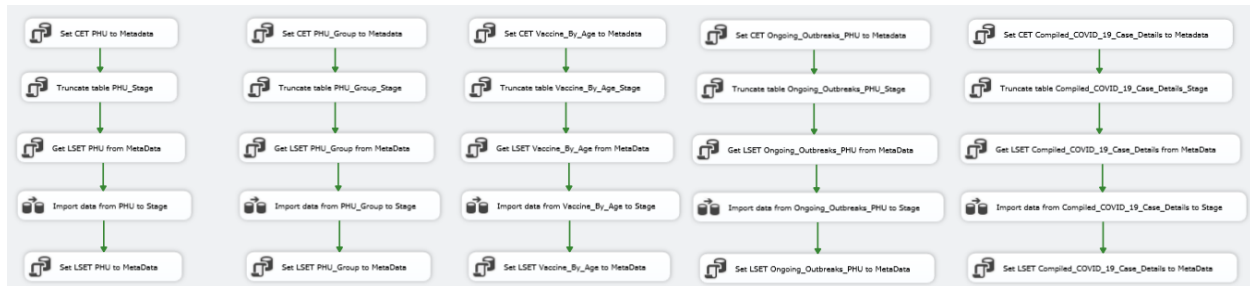 Set CET PHU to Metadata
Truncate table PHU_Stage
Get LSET PHU from MetaData
Import data from PHU to Stage
Set LSET PHU to MetaData
Set CET PHU_Group to Metadata
Truncate table PHU_Group_Stage
Get LSET PHU_Group from MetaData
Import data from PHU_Group to Stage
Set LSET PHU_Group to MetaData
Set CET Vaccine_By_Age to Metadata
Truncate table Vaccine_By_Age_Stage
Get LSET Vaccine_By_Age from MetaData
Import data from Vaccine_By_Age to Stage
Set LSET Vaccine_By_Age to MetaData
Set CET Ongoing_Outbreaks_PHU to Metadata
Truncate table Ongoing_Outbreaks_PHU_Stage
Get LSET Ongoing_Outbreaks_PHU from MetaData
Import data from Ongoing_Outbreaks_PHU to Stage
Set LSET Ongoing_Outbreaks_PHU to MetaData
Set CET Compiled_COVID_19_Case_Details to Metadata
Truncate table Compiled_COVID_19_Case_Details_Stage
Get LSET Compiled_COVID_19_Case_Details from MetaData
Import data from Compiled_COVID_19_Case_Details to Stage
Set LSET Compiled_COVID_19_Case_Details to MetaData